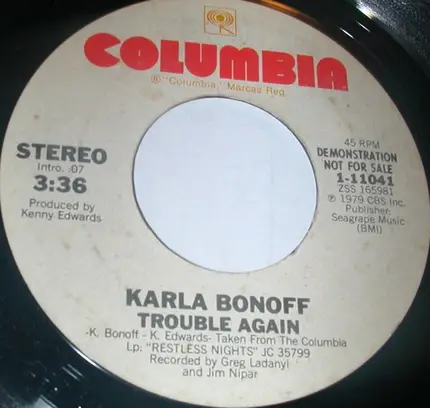 COLUMBIA
® "Columbia," Marcas Reg.
STEREO
Intro. :07
3:36
Produced by
Kenny Edwards
45 RPM
DEMONSTRATION
NOT FOR SALE
1-11041
ZSS 165981
℗ 1979 CBS Inc.
Publisher:
Seagrape Music
(BMI)
KARLA BONOFF
TROUBLE AGAIN
-K. Bonoff - K. Edwards- Taken From The Columbia
Lp: "RESTLESS NIGHTS" JC 35799
Recorded by Greg Ladanyi
and Jim Nipar